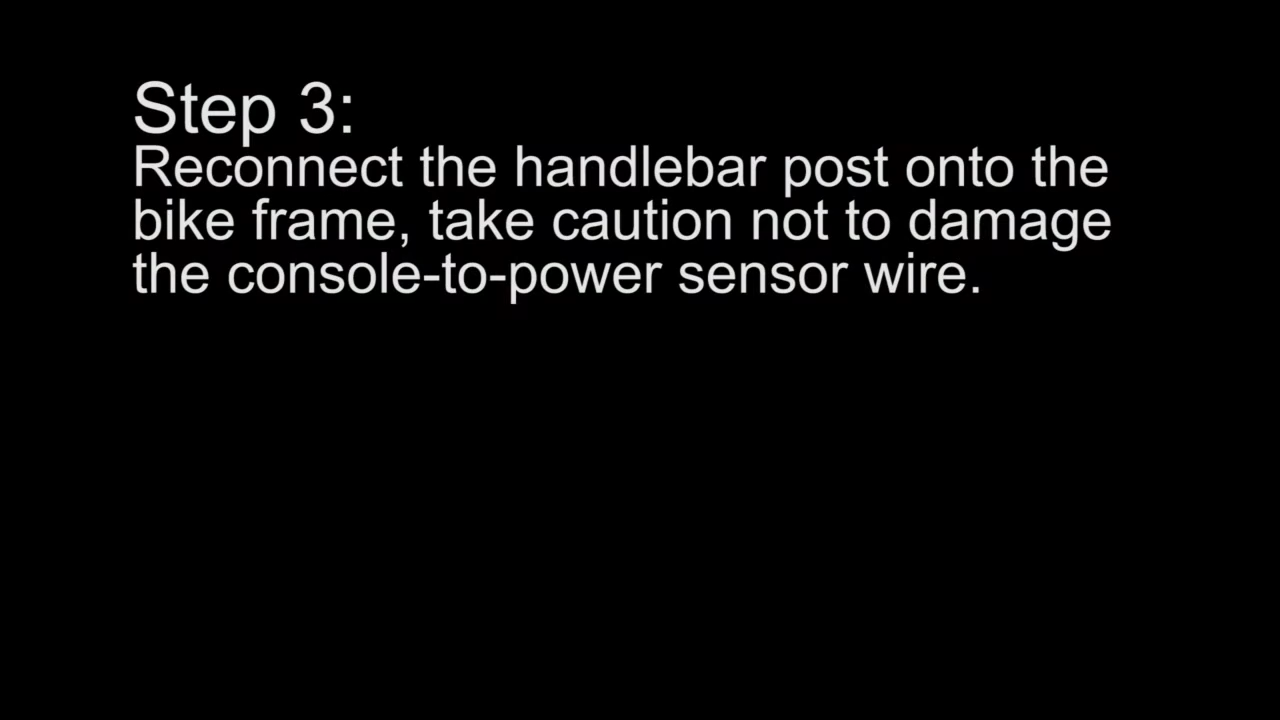 Step 3:
Reconnect the handlebar post onto the
bike frame, take caution not to damage
the console-to-power sensor wire.